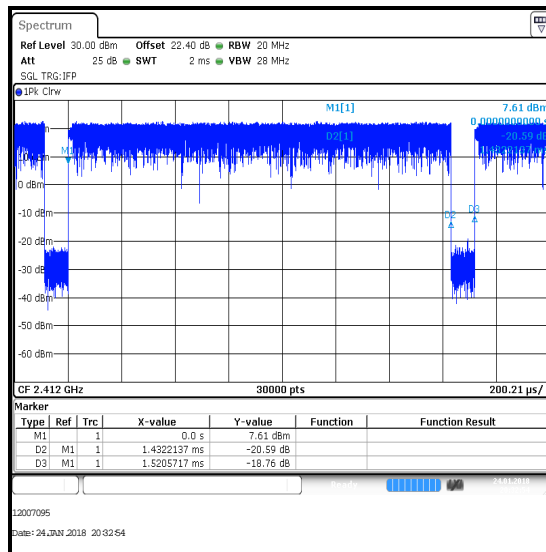 Spectrum
Ref Level 30.00 dBm Offset 22.40 dB RBW 20 MHz
Att 25 dB SWT 2 ms VBW 28 MHz
SGL TRG:IFP
1Pk Clrw
M1[1] 7.61 dBm
D2[1] -20.59 dB
M1
0 dBm
-10 dBm
D2 D3
-20 dBm
-30 dBm
-40 dBm
-50 dBm
-60 dBm
CF 2.412 GHz 30000 pts 200.21 µs/
Marker
Type Ref Trc X-value Y-value Function Function Result
M1 1 0.0 s 7.61 dBm
D2 M1 1 1.4322137 ms -20.59 dB
D3 M1 1 1.5205717 ms -18.76 dB
Ready 24.01.2018
12007095
Date: 24.JAN.2018 20:32:54